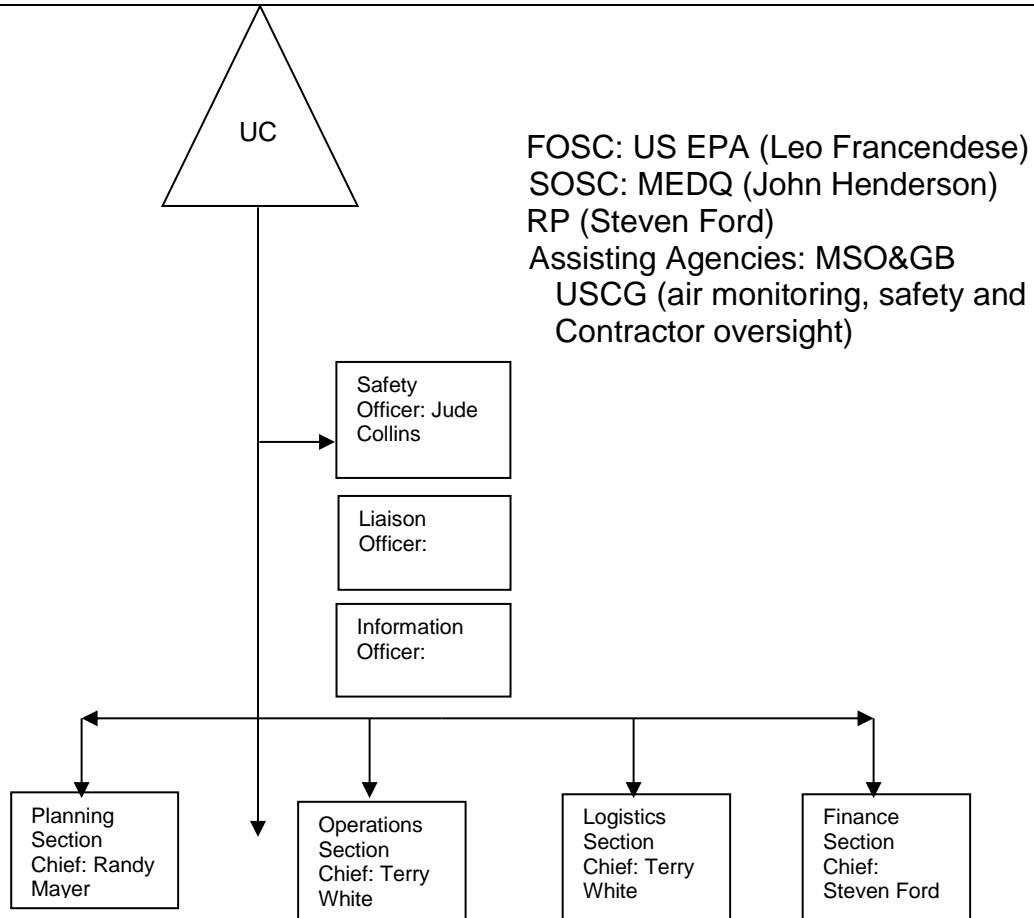 UC
FOSC: US EPA (Leo Francendese)
SOSC: MEDQ (John Henderson)
RP (Steven Ford)
Assisting Agencies: MSO&GB
USCG (air monitoring, safety and
Contractor oversight)
Safety
Officer: Jude
Collins
Liaison
Officer:
Information
Officer:
Planning
Section
Chief: Randy
Mayer
Operations
Section
Chief: Terry
White
Logistics
Section
Chief: Terry
White
Finance
Section
Chief:
Steven Ford